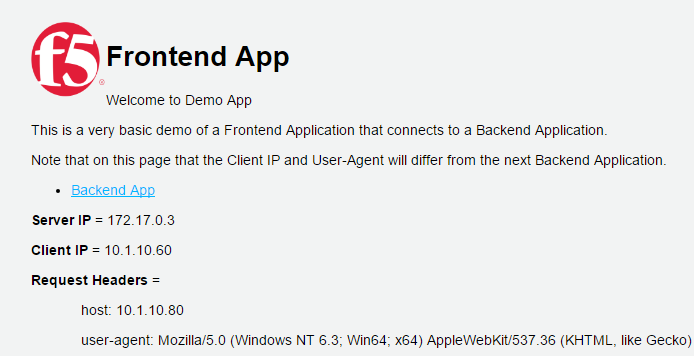 f5®
Frontend App
Welcome to Demo App
This is a very basic demo of a Frontend Application that connects to a Backend Application.
Note that on this page that the Client IP and User-Agent will differ from the next Backend Application.
• Backend App
Server IP = 172.17.0.3
Client IP = 10.1.10.60
Request Headers =
host: 10.1.10.80
user-agent: Mozilla/5.0 (Windows NT 6.3; Win64; x64) AppleWebKit/537.36 (KHTML, like Gecko)